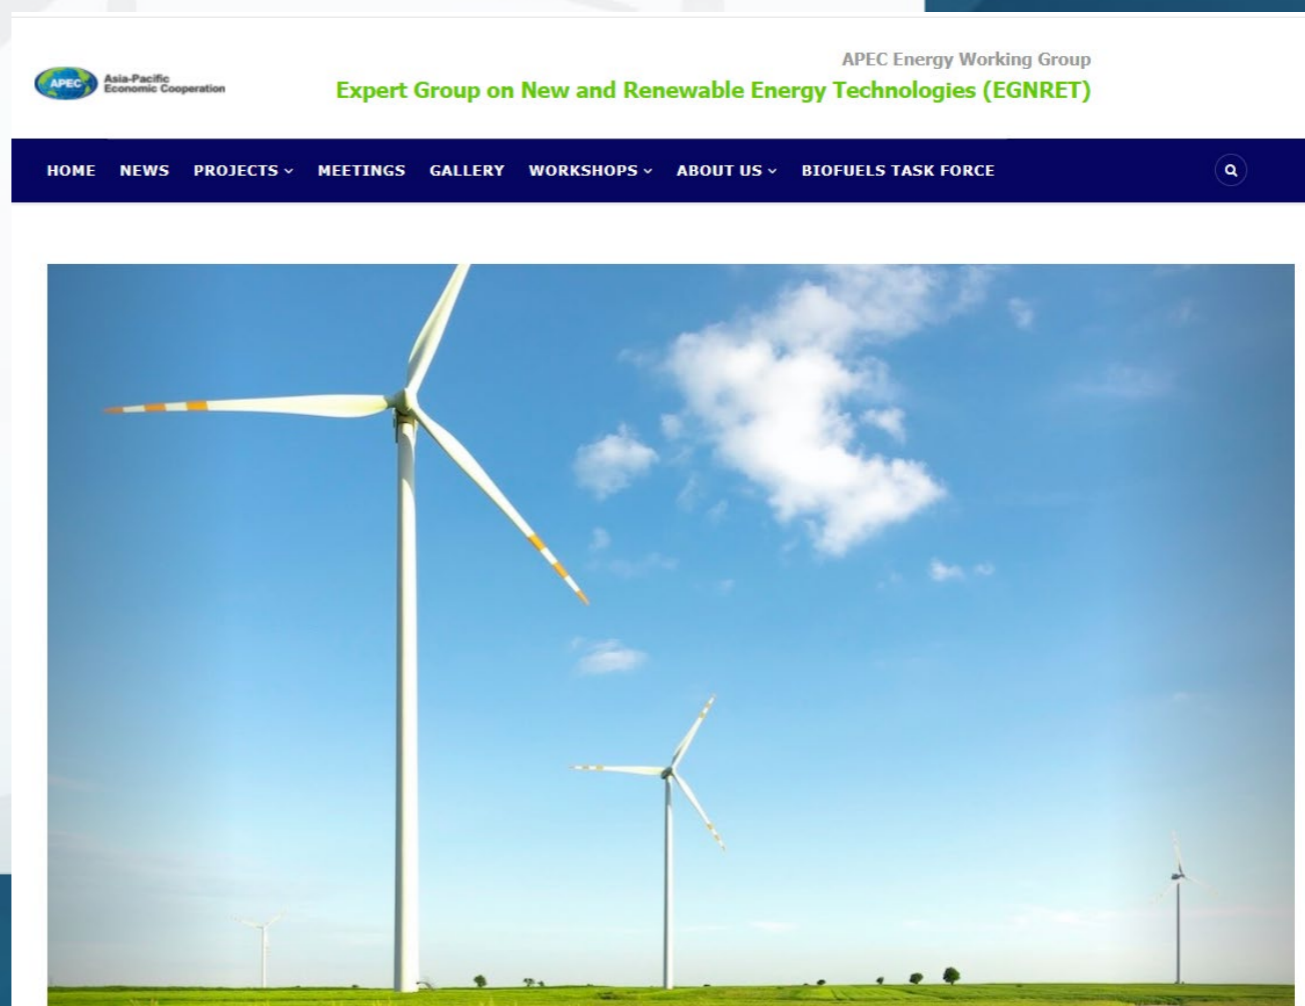 APEC
Asia-Pacific
Economic Cooperation
APEC Energy Working Group
Expert Group on New and Renewable Energy Technologies (EGNRET)
HOME NEWS PROJECTS MEETINGS GALLERY WORKSHOPS ABOUT US BIOFUELS TASK FORCE